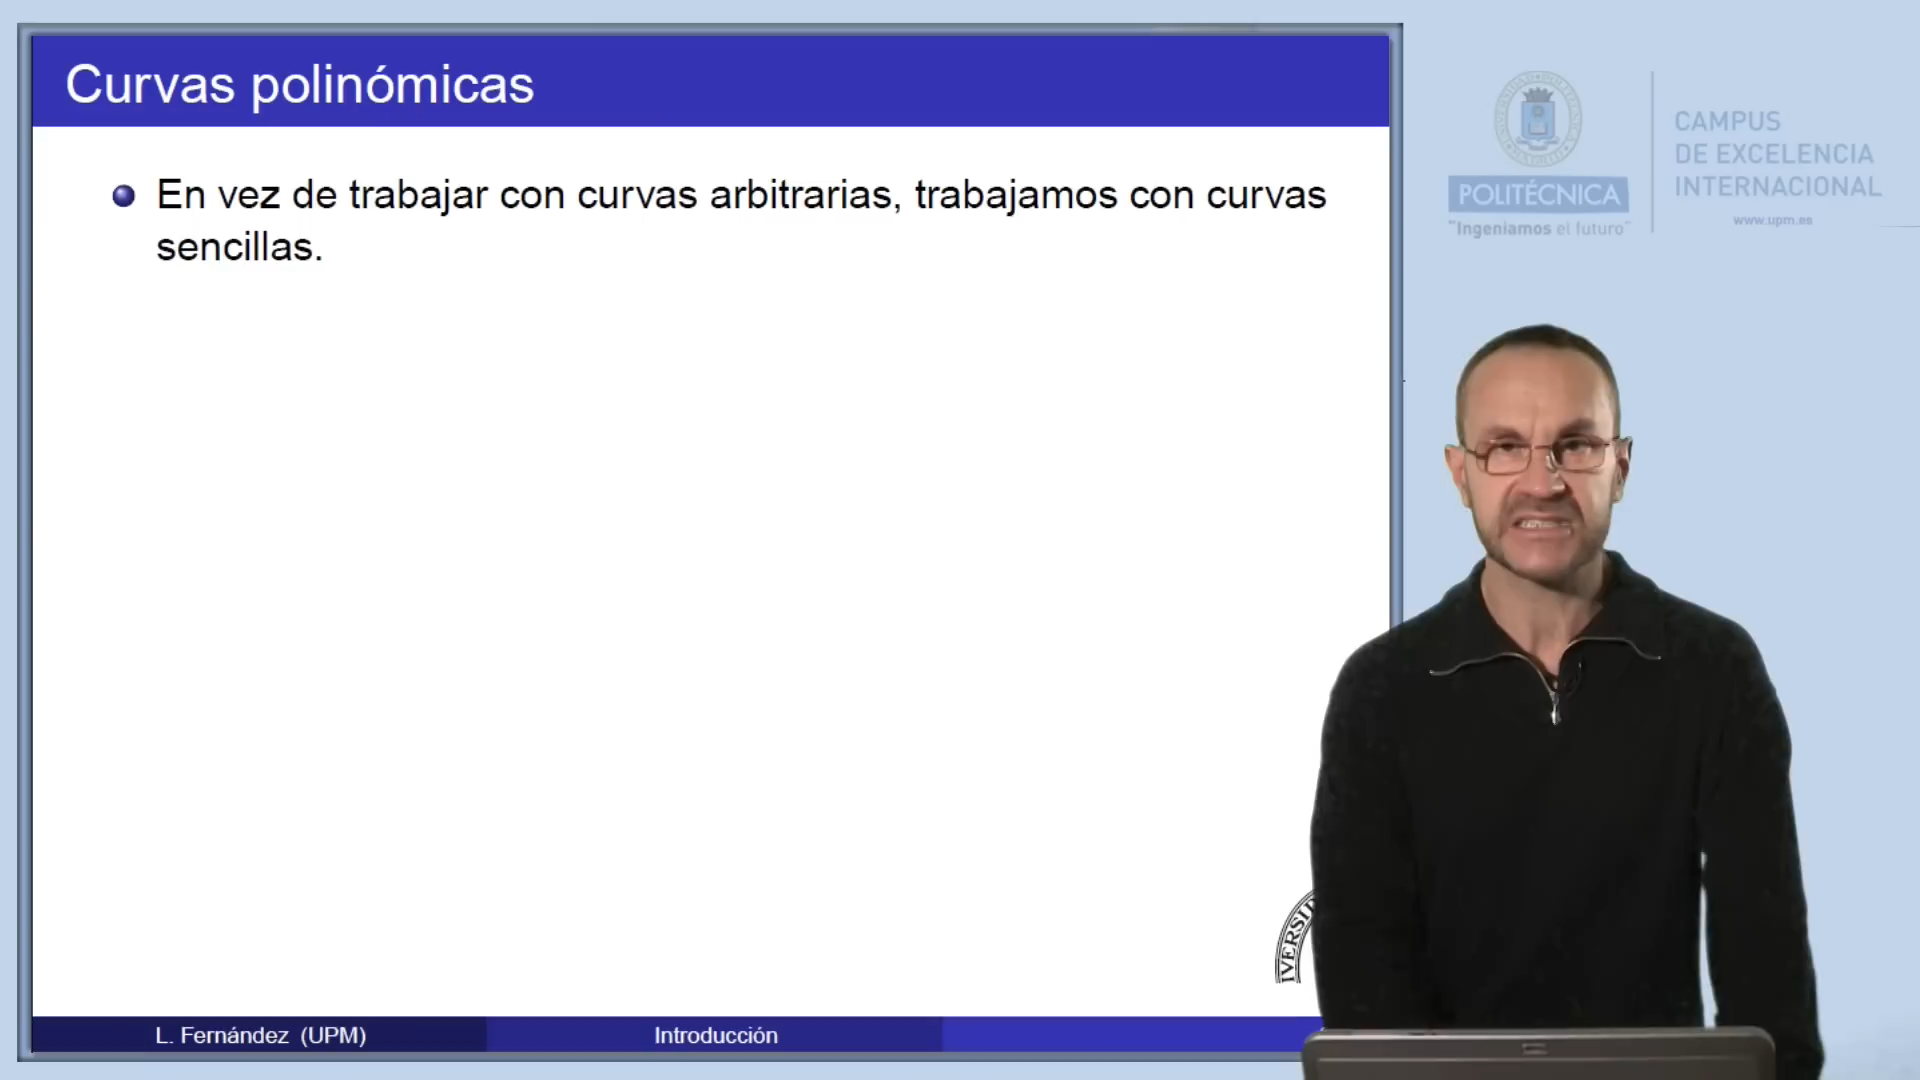 Curvas polinómicas
En vez de trabajar con curvas arbitrarias, trabajamos con curvas
sencillas.
CAMPUS
DE EXCELENCIA
INTERNACIONAL
www.upm.es
POLITÉCNICA
"Ingeniamos el futuro"
L. Fernández (UPM)
Introducción